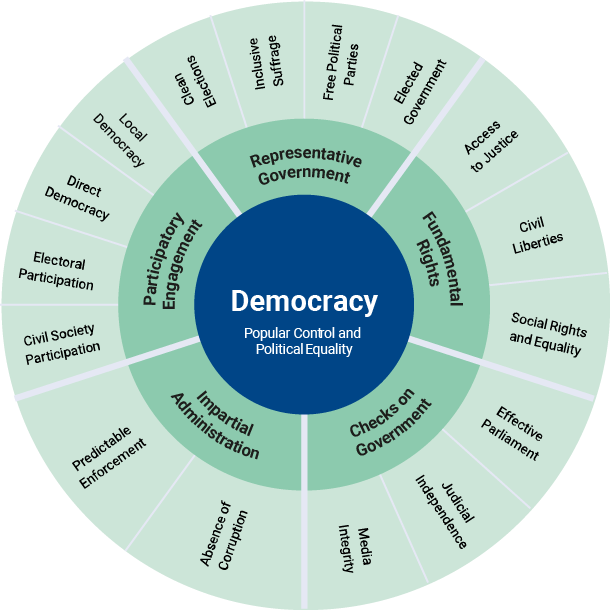 Democracy
Popular Control and
Political Equality
Representative
Government
Clean
Elections
Inclusive
Suffrage
Free Political
Parties
Elected
Government
Fundamental
Rights
Access
to Justice
Civil
Liberties
Social Rights
and Equality
Checks on
Government
Effective
Parliament
Judicial
Independence
Media
Integrity
Impartial
Administration
Absence of
Corruption
Predictable
Enforcement
Participatory
Engagement
Civil Society
Participation
Electoral
Participation
Direct
Democracy
Local
Democracy